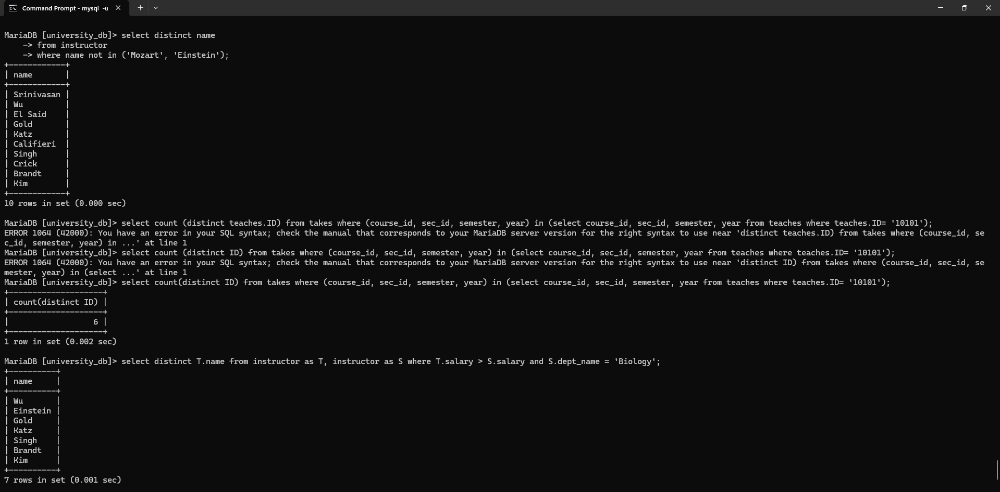 Command Prompt - mysql -u
MariaDB [university_db]> select distinct name
    -> from instructor
    -> where name not in ('Mozart', 'Einstein');
+------------+
| name       |
+------------+
| Srinivasan |
| Wu         |
| El Said    |
| Gold       |
| Katz       |
| Califieri  |
| Singh      |
| Crick      |
| Brandt     |
| Kim        |
+------------+
10 rows in set (0.000 sec)
MariaDB [university_db]> select count (distinct teaches.ID) from takes where (course_id, sec_id, semester, year) in (select course_id, sec_id, semester, year from teaches where teaches.ID= '10101');
ERROR 1064 (42000): You have an error in your SQL syntax; check the manual that corresponds to your MariaDB server version for the right syntax to use near 'distinct teaches.ID) from takes where (course_id, se
c_id, semester, year) in ...' at line 1
MariaDB [university_db]> select count (distinct ID) from takes where (course_id, sec_id, semester, year) in (select course_id, sec_id, semester, year from teaches where teaches.ID= '10101');
ERROR 1064 (42000): You have an error in your SQL syntax; check the manual that corresponds to your MariaDB server version for the right syntax to use near 'distinct ID) from takes where (course_id, sec_id, se
mester, year) in (select ...' at line 1
MariaDB [university_db]> select count(distinct ID) from takes where (course_id, sec_id, semester, year) in (select course_id, sec_id, semester, year from teaches where teaches.ID= '10101');
+--------------------+
| count(distinct ID) |
+--------------------+
|                  6 |
+--------------------+
1 row in set (0.002 sec)
MariaDB [university_db]> select distinct T.name from instructor as T, instructor as S where T.salary > S.salary and S.dept_name = 'Biology';
+----------+
| name     |
+----------+
| Wu       |
| Einstein |
| Gold     |
| Katz     |
| Singh    |
| Brandt   |
| Kim      |
+----------+
7 rows in set (0.001 sec)